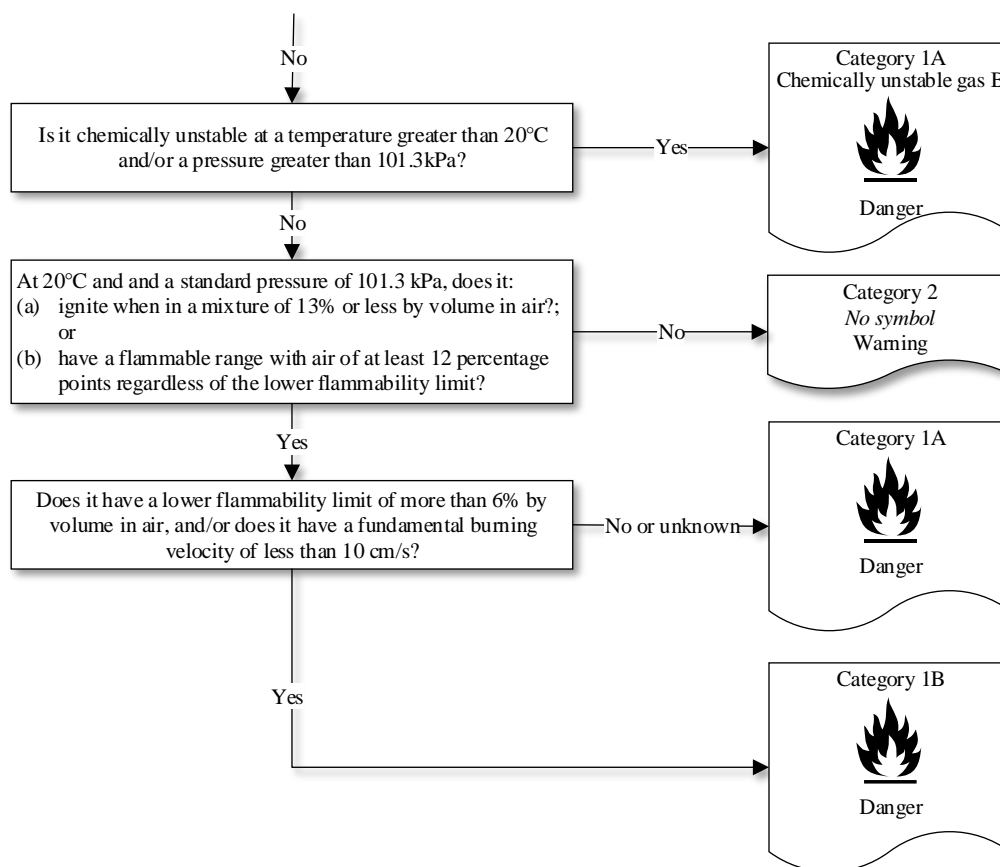 No
Category 1A
Chemically unstable gas B
Is it chemically unstable at a temperature greater than 20°C
and/or a pressure greater than 101.3kPa?
Yes
Danger
No
At 20°C and and a standard pressure of 101.3 kPa, does it:
(a) ignite when in a mixture of 13% or less by volume in air?;
or
(b) have a flammable range with air of at least 12 percentage
points regardless of the lower flammability limit?
No
Category 2
No symbol
Warning
Yes
Category 1A
Does it have a lower flammability limit of more than 6% by
volume in air, and/or does it have a fundamental burning
velocity of less than 10 cm/s?
No or unknown
Danger
Yes
Category 1B
Danger